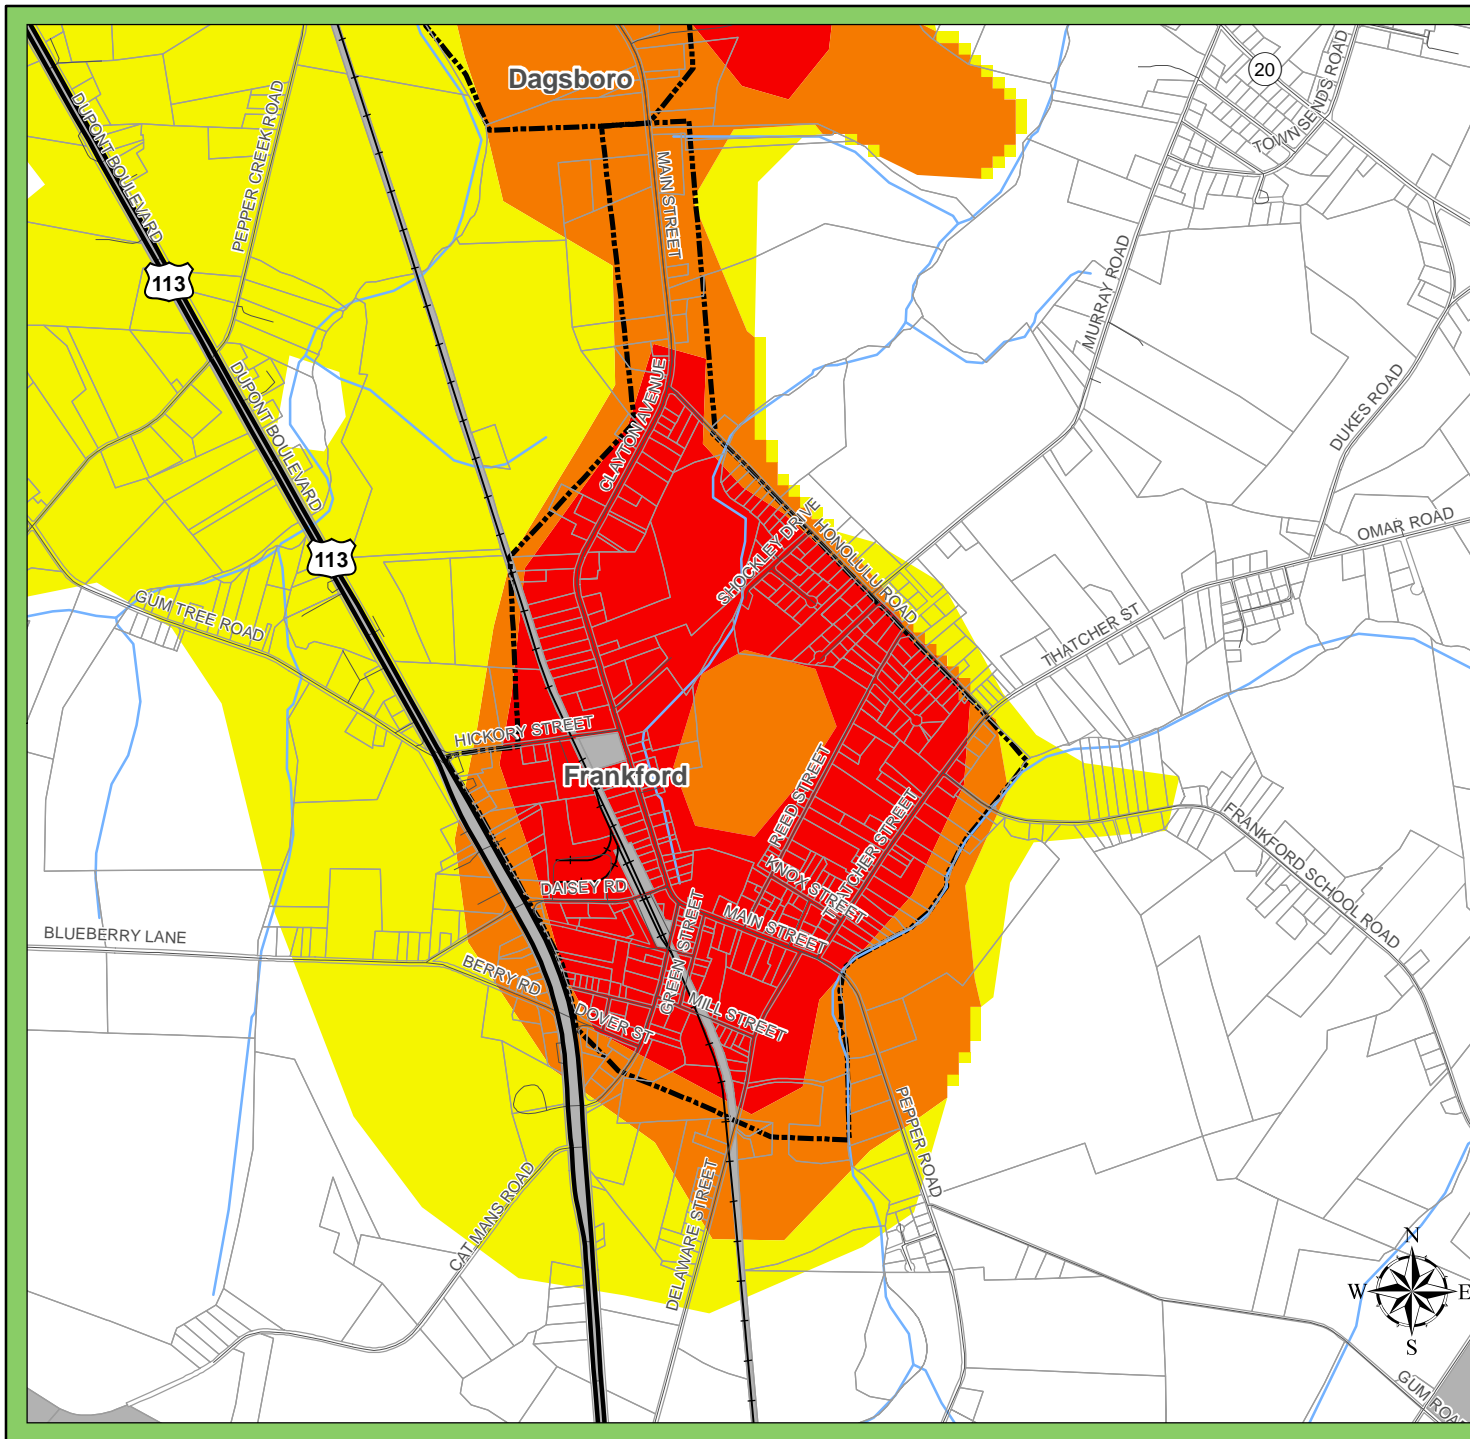 Dagsboro
20
TOWNSENDS ROAD
DUPONT BOULEVARD
PEPPER CREEK ROAD
MAIN STREET
113
MURRAY ROAD
DUPONT BOULEVARD
CLAYTON AVENUE
DUKES ROAD
113
SHOCKLEY DRIVE
HONOLULU ROAD
OMAR ROAD
GUM TREE ROAD
THATCHER ST
HICKORY STREET
Frankford
REED STREET
THATCHER STREET
FRANKFORD SCHOOL ROAD
DAISEY RD
KNOX STREET
GREEN STREET
MAIN STREET
BLUEBERRY LANE
BERRY RD
DOVER ST
MILL STREET
PEPPER ROAD
CAT MANS ROAD
DELAWARE STREET
N
W
E
S
GUM ROAD